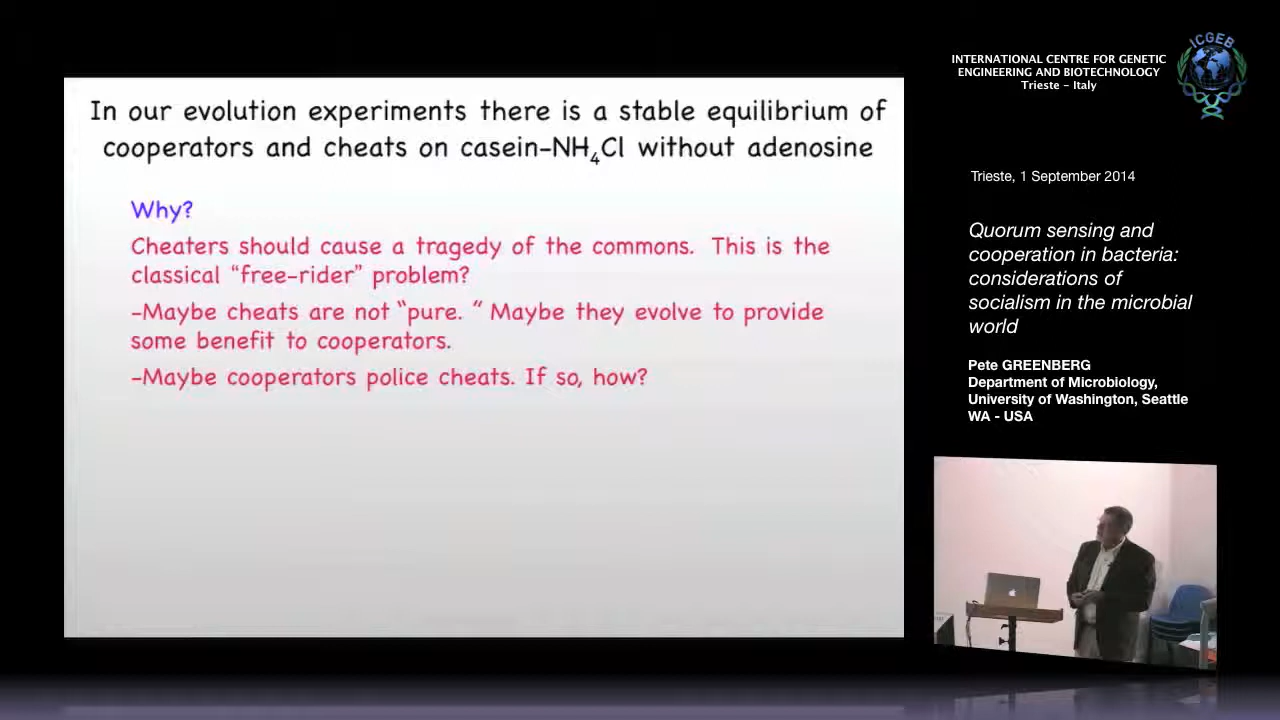 In our evolution experiments there is a stable equilibrium of
cooperators and cheats on casein-NH₄Cl without adenosine
Why?
Cheaters should cause a tragedy of the commons. This is the
classical “free-rider” problem?
-Maybe cheats are not “pure. ” Maybe they evolve to provide
some benefit to cooperators.
-Maybe cooperators police cheats. If so, how?
INTERNATIONAL CENTRE FOR GENETIC
ENGINEERING AND BIOTECHNOLOGY
Trieste - Italy
ICGEB
Trieste, 1 September 2014
Quorum sensing and
cooperation in bacteria:
considerations of
socialism in the microbial
world
Pete GREENBERG
Department of Microbiology,
University of Washington, Seattle
WA - USA